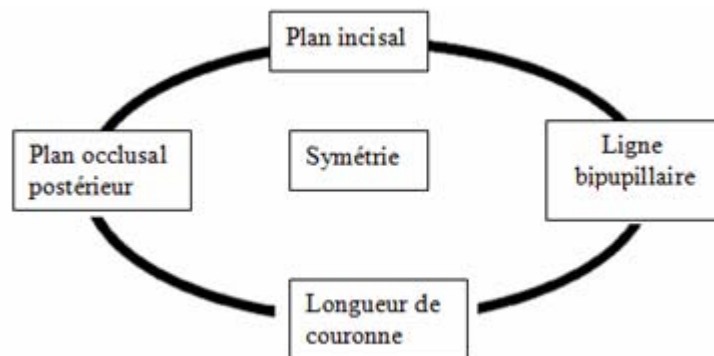 Plan incisal
Plan occlusal
postérieur
Symétrie
Ligne
bipupillaire
Longueur de
couronne